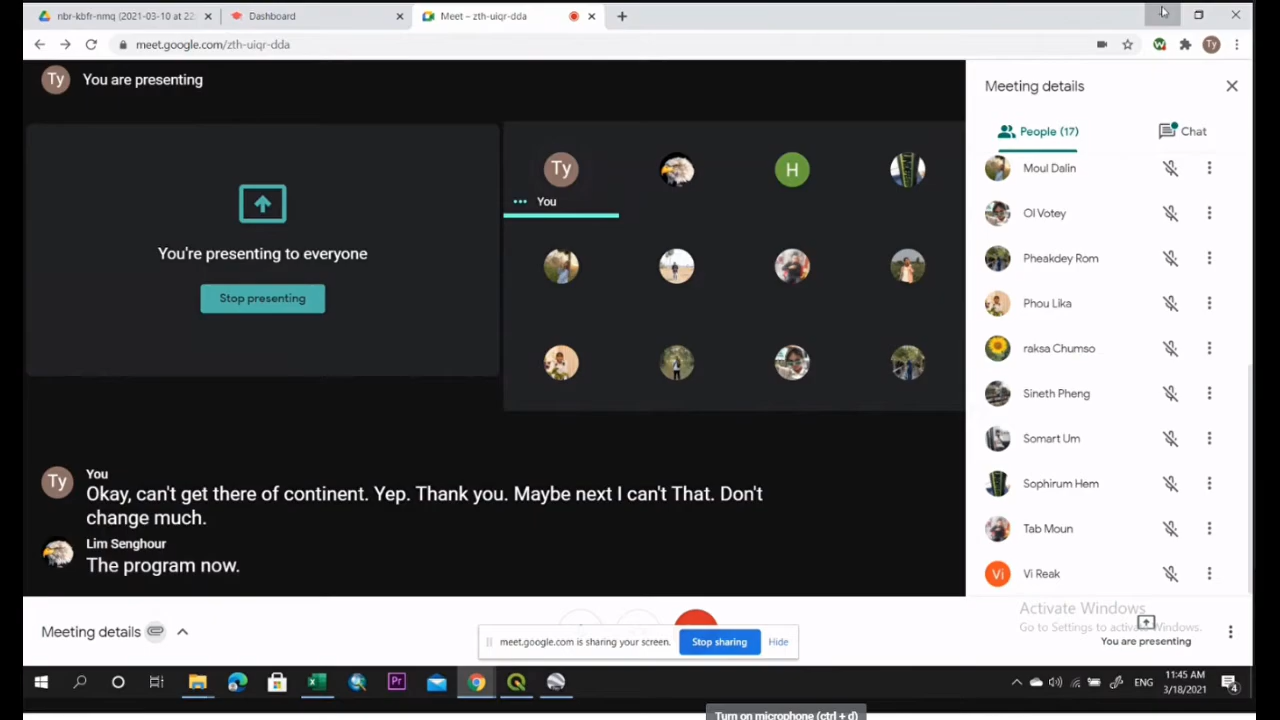 nbr-kbfr-nmq (2021-03-10 at 22:
Dashboard
Meet – zth-uiqr-dda
meet.google.com/zth-uiqr-dda
Ty
Ty
You are presenting
You're presenting to everyone
Stop presenting
Ty
H
You
Meeting details
People (17)
Chat
Moul Dalin
Ol Votey
Pheakdey Rom
Phou Lika
raksa Chumso
Sineth Pheng
Somart Um
Sophirum Hem
Tab Moun
Vi
Vi Reak
Ty
You
Okay, can't get there of continent. Yep. Thank you. Maybe next I can't That. Don't
change much.
Lim Senghour
The program now.
Activate Windows
Go to Settings to activate Windows.
You are presenting
Meeting details
meet.google.com is sharing your screen.
Stop sharing
Hide
Pr
ENG
11:45 AM
3/18/2021
4
Turn on microphone (ctrl + d)